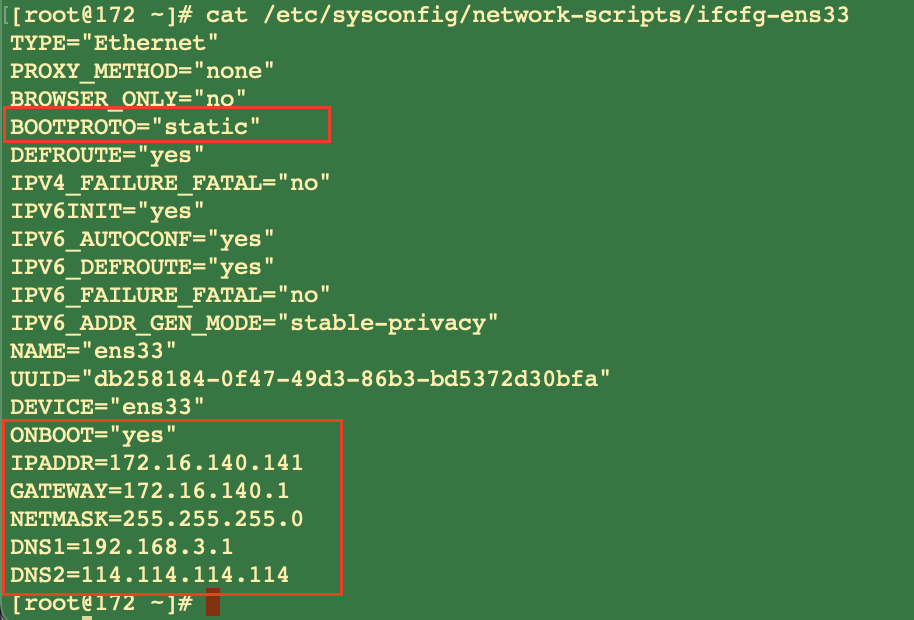 [root@172 ~]# cat /etc/sysconfig/network-scripts/ifcfg-ens33
TYPE="Ethernet"
PROXY_METHOD="none"
BROWSER_ONLY="no"
BOOTPROTO="static"
DEFROUTE="yes"
IPV4_FAILURE_FATAL="no"
IPV6INIT="yes"
IPV6_AUTOCONF="yes"
IPV6_DEFROUTE="yes"
IPV6_FAILURE_FATAL="no"
IPV6_ADDR_GEN_MODE="stable-privacy"
NAME="ens33"
UUID="db258184-0f47-49d3-86b3-bd5372d30bfa"
DEVICE="ens33"
ONBOOT="yes"
IPADDR=172.16.140.141
GATEWAY=172.16.140.1
NETMASK=255.255.255.0
DNS1=192.168.3.1
DNS2=114.114.114.114
[root@172 ~]#